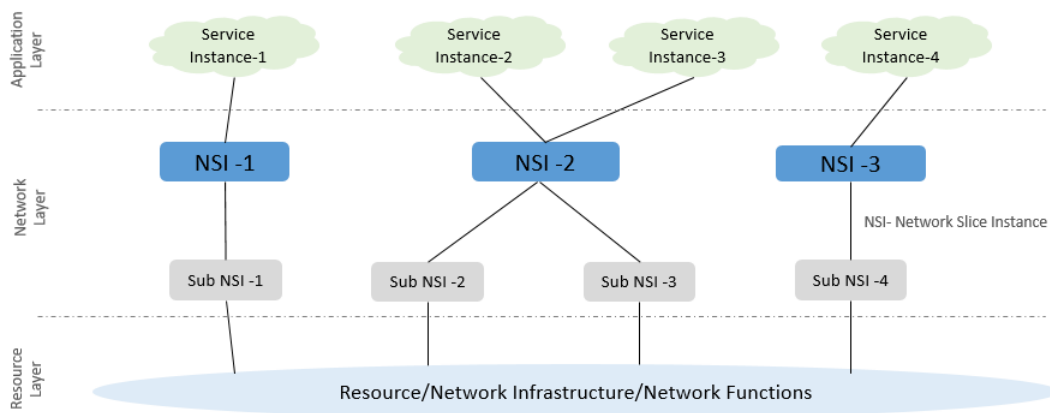 Application
Layer
Service
Instance-1
Service
Instance-2
Service
Instance-3
Service
Instance-4
Network
Layer
NSI -1
NSI -2
NSI -3
NSI- Network Slice Instance
Sub NSI -1
Sub NSI -2
Sub NSI -3
Sub NSI -4
Resource
Layer
Resource/Network Infrastructure/Network Functions